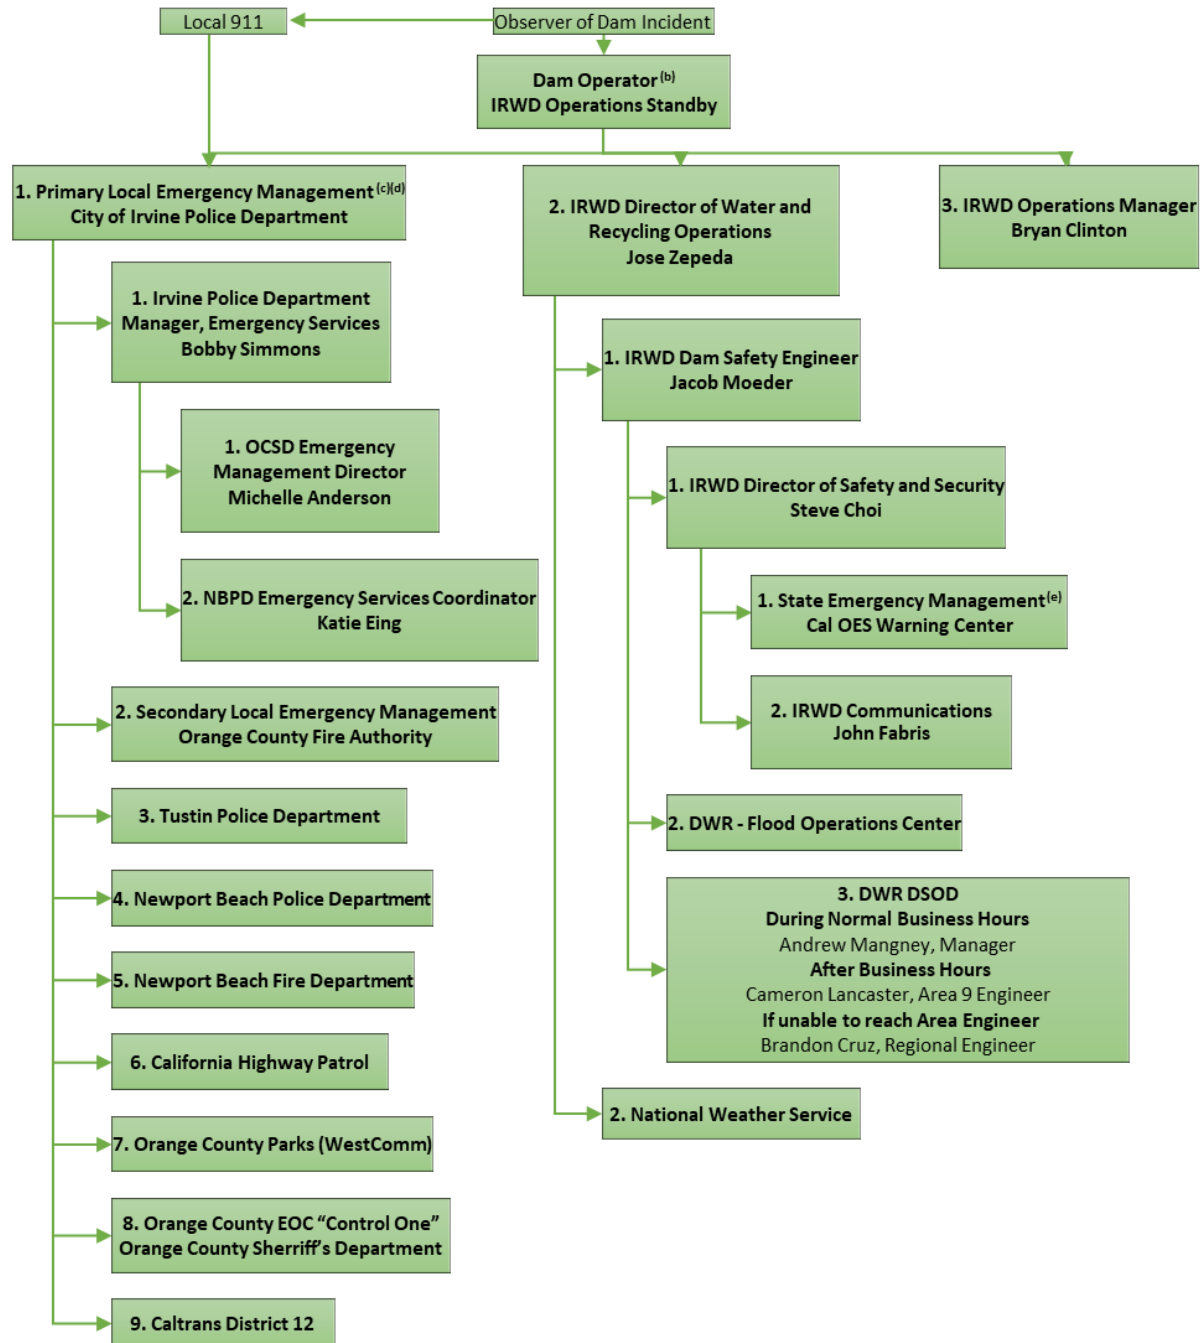 Local 911
Observer of Dam Incident
Dam Operator (b)
IRWD Operations Standby
1. Primary Local Emergency Management (c)(d)
City of Irvine Police Department
2. IRWD Director of Water and
Recycling Operations
Jose Zepeda
3. IRWD Operations Manager
Bryan Clinton
1. Irvine Police Department
Manager, Emergency Services
Bobby Simmons
1. OCSD Emergency
Management Director
Michelle Anderson
2. NBPD Emergency Services Coordinator
Katie Eing
2. Secondary Local Emergency Management
Orange County Fire Authority
3. Tustin Police Department
4. Newport Beach Police Department
5. Newport Beach Fire Department
6. California Highway Patrol
7. Orange County Parks (WestComm)
8. Orange County EOC “Control One”
Orange County Sherriff’s Department
9. Caltrans District 12
1. IRWD Dam Safety Engineer
Jacob Moeder
1. IRWD Director of Safety and Security
Steve Choi
1. State Emergency Management (e)
Cal OES Warning Center
2. IRWD Communications
John Fabris
2. DWR - Flood Operations Center
3. DWR DSOD
During Normal Business Hours
Andrew Mangney, Manager
After Business Hours
Cameron Lancaster, Area 9 Engineer
If unable to reach Area Engineer
Brandon Cruz, Regional Engineer
2. National Weather Service